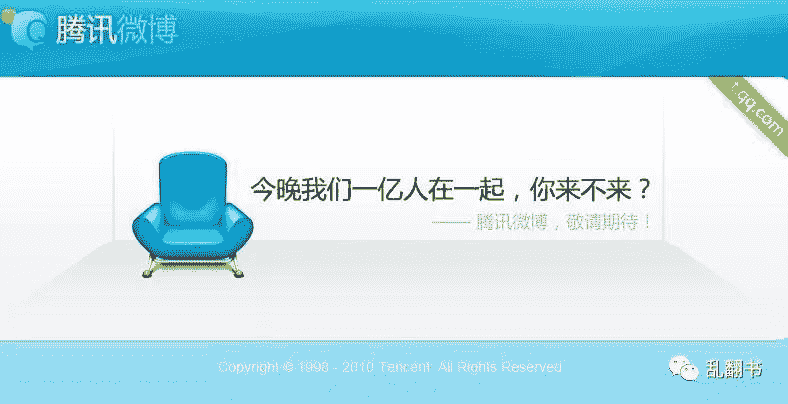 腾讯微博
t.qq.com
今晚我们一亿人在一起，你来不来？
—— 腾讯微博，敬请期待！
Copyright © 1998 - 2010 Tencent. All Rights Reserved
乱翻书